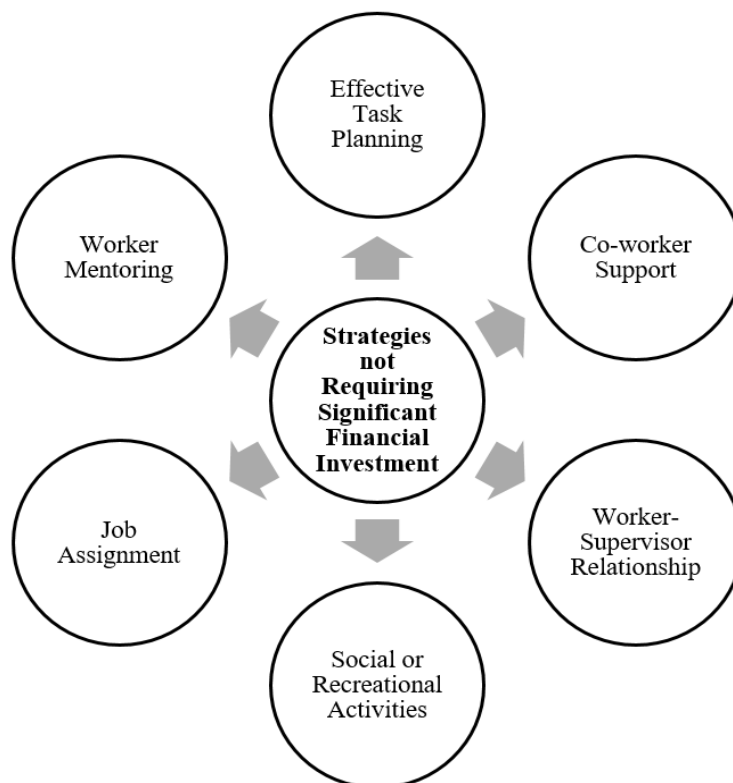 Effective
Task
Planning
Worker
Mentoring
Co-worker
Support
Strategies
not
Requiring
Significant
Financial
Investment
Job
Assignment
Worker-
Supervisor
Relationship
Social or
Recreational
Activities